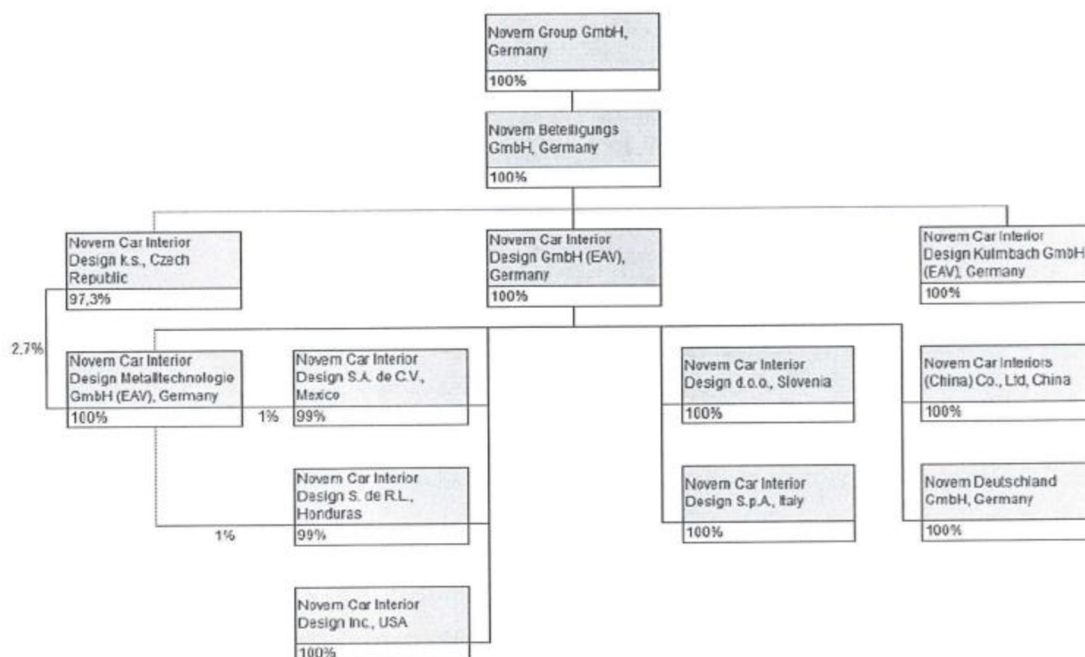 Novem Group GmbH,
Germany
100%
Novem Beteiligungs
GmbH, Germany
100%
Novem Car Interior
Design k.s., Czech
Republic
97,3%
Novem Car Interior
Design GmbH (EAV),
Germany
100%
Novem Car Interior
Design Kulmbach GmbH
(EAV), Germany
100%
2.7%
Novem Car Interior
Design Metalltechnologie
GmbH (EAV), Germany
100%
1%
Novem Car Interior
Design S.A. de C.V.,
Mexico
99%
Novem Car Interior
Design d.o.o., Slovenia
100%
Novem Car Interiors
(China) Co., Ltd, China
100%
1%
Novem Car Interior
Design S. de R.L.,
Honduras
99%
Novem Car Interior
Design S.p.A, Italy
100%
Novem Deutschland
GmbH, Germany
100%
Novem Car Interior
Design Inc., USA
100%